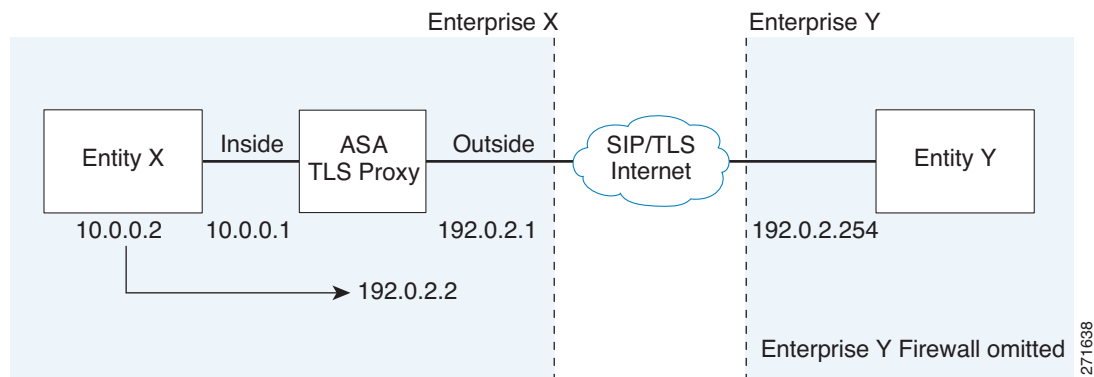 Enterprise X
Enterprise Y
Entity X
Inside
ASA
TLS Proxy
Outside
SIP/TLS
Internet
Entity Y
10.0.0.2
10.0.0.1
192.0.2.1
192.0.2.254
192.0.2.2
Enterprise Y Firewall omitted
271638